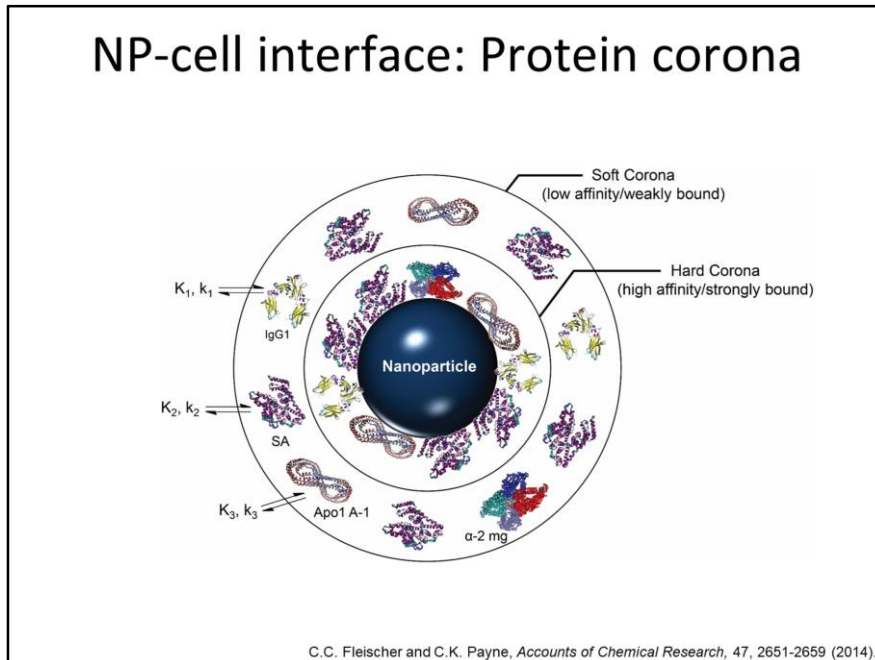 NP-cell interface: Protein corona
Soft Corona
(low affinity/weakly bound)
Hard Corona
(high affinity/strongly bound)
K₁, k₁
IgG1
Nanoparticle
K₂, k₂
SA
K₃, k₃
Apo1 A-1
α-2 mg
C.C. Fleischer and C.K. Payne, Accounts of Chemical Research, 47, 2651-2659 (2014).